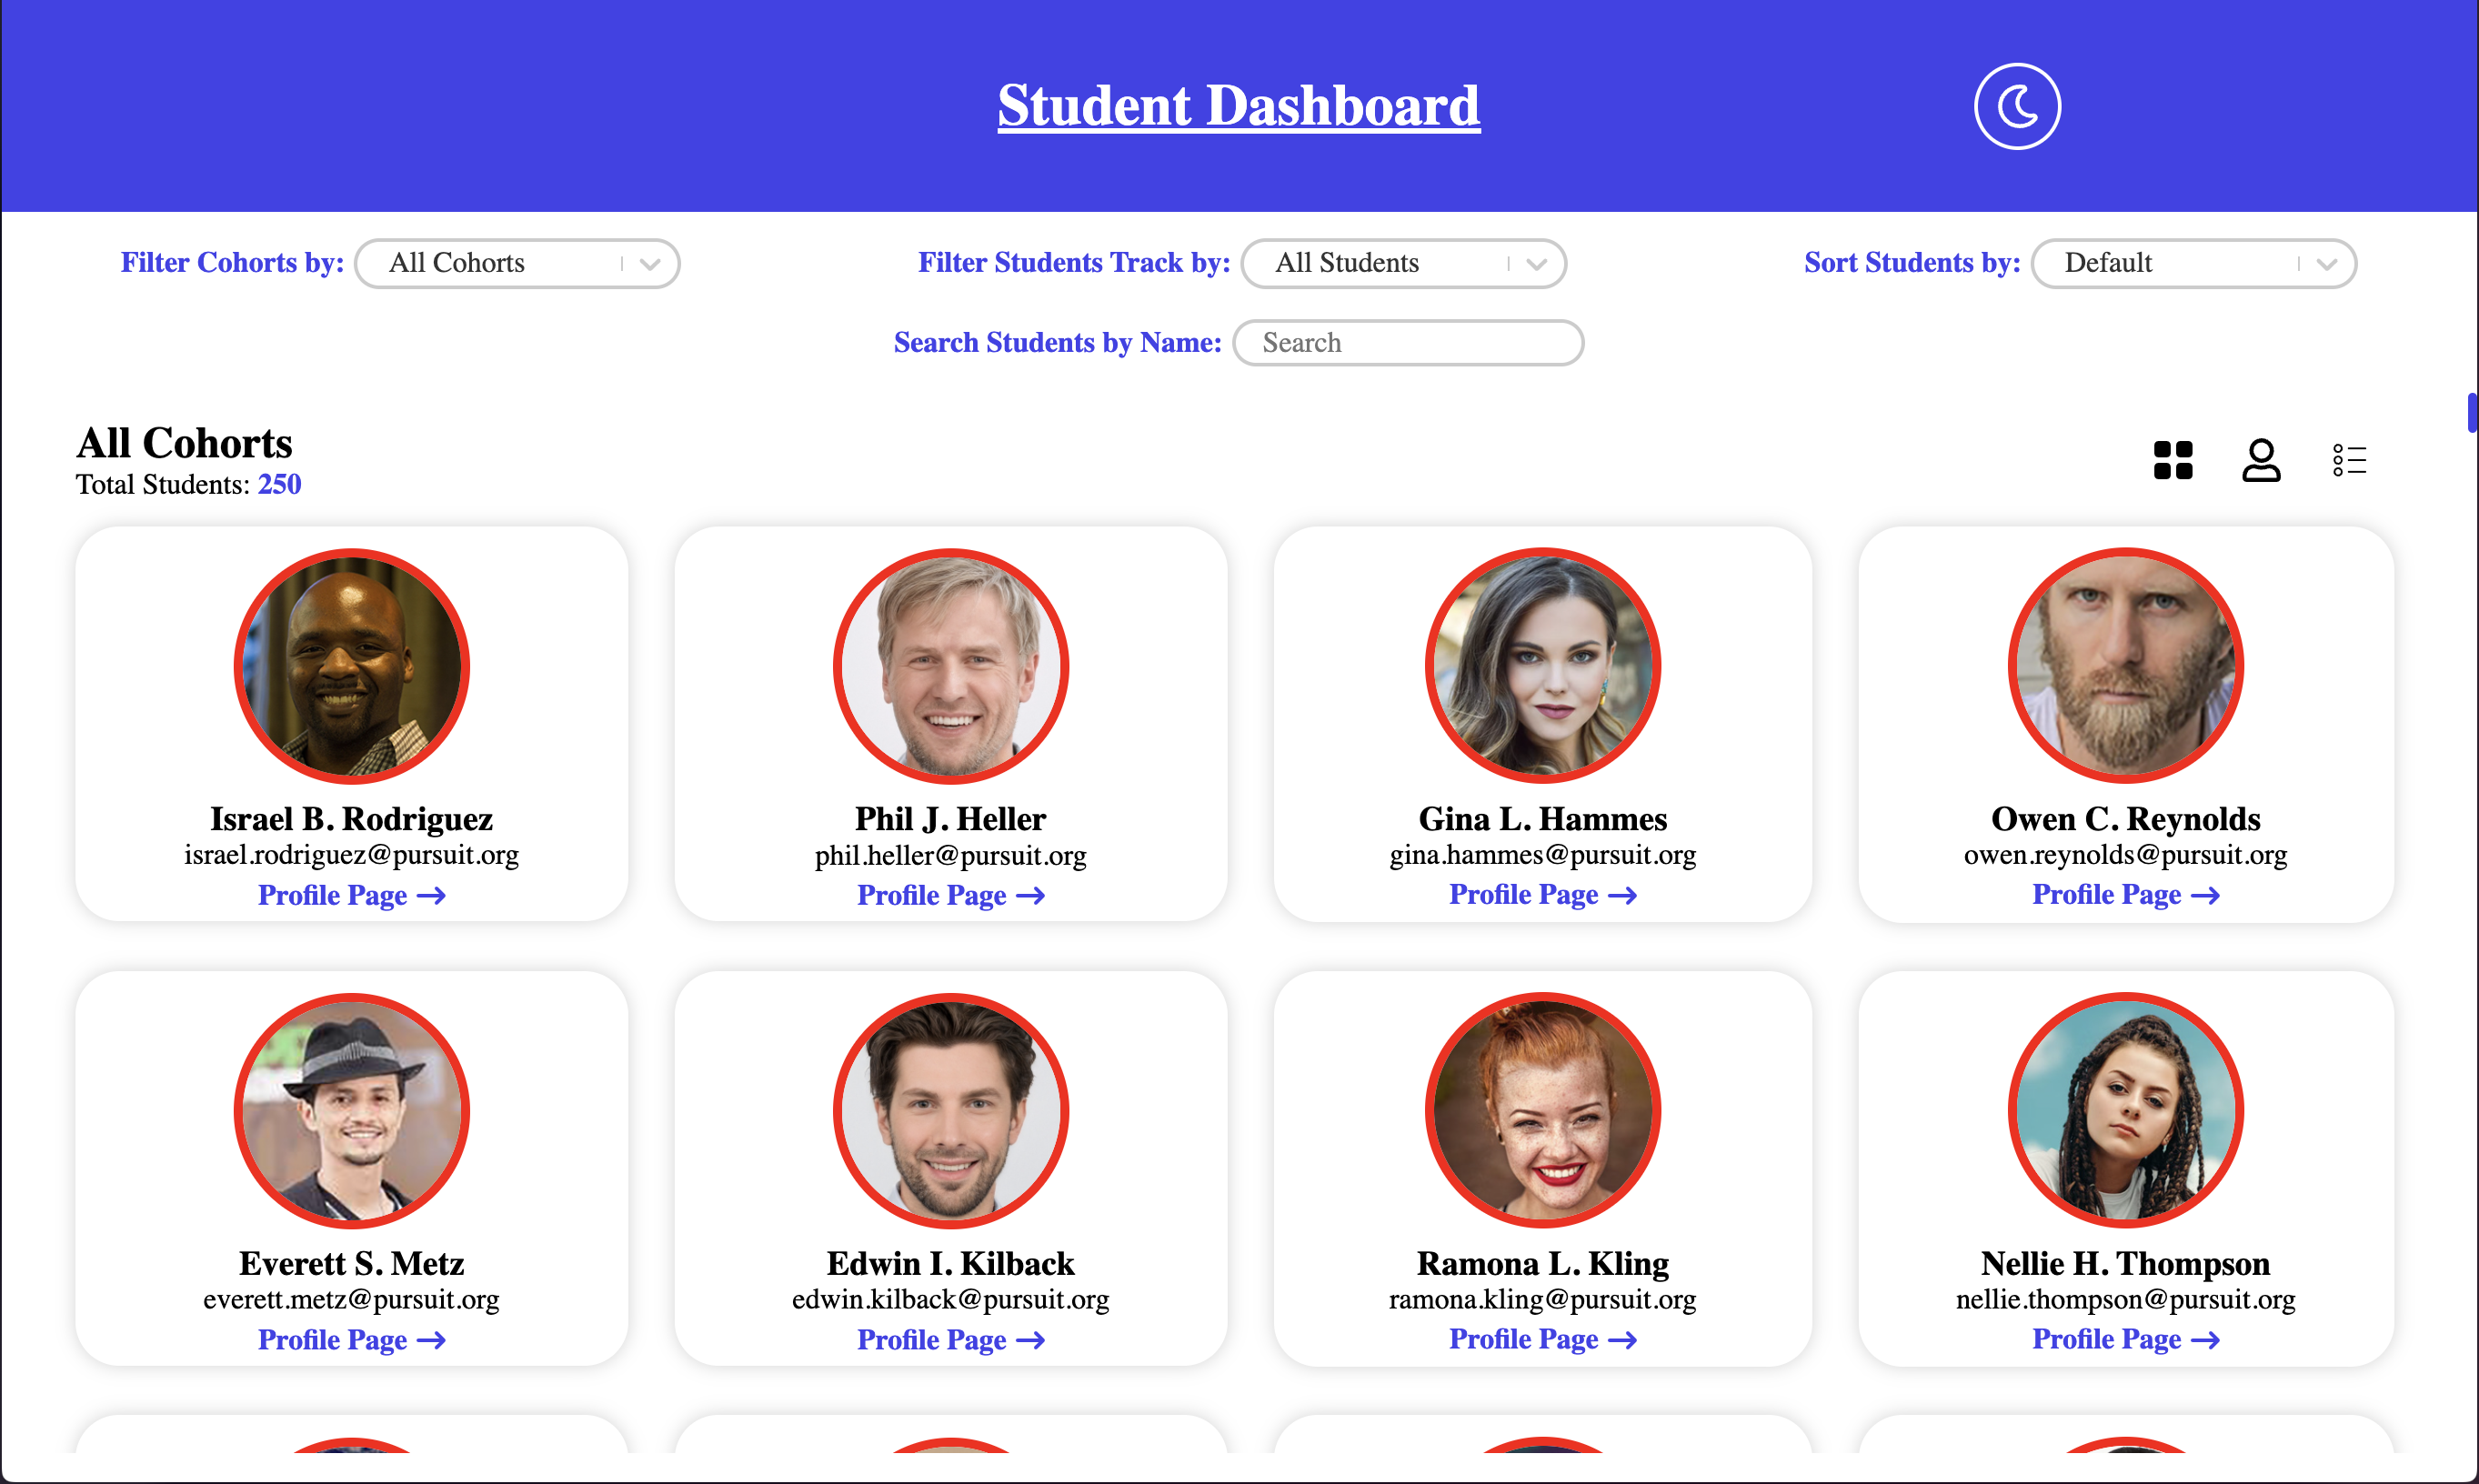 Student Dashboard
Filter Cohorts by: All Cohorts
Filter Students Track by: All Students
Sort Students by: Default
Search Students by Name: Search
All Cohorts
Total Students: 250
Israel B. Rodriguez
israel.rodriguez@pursuit.org
Profile Page →
Phil J. Heller
phil.heller@pursuit.org
Profile Page →
Gina L. Hammes
gina.hammes@pursuit.org
Profile Page →
Owen C. Reynolds
owen.reynolds@pursuit.org
Profile Page →
Everett S. Metz
everett.metz@pursuit.org
Profile Page →
Edwin I. Kilback
edwin.kilback@pursuit.org
Profile Page →
Ramona L. Kling
ramona.kling@pursuit.org
Profile Page →
Nellie H. Thompson
nellie.thompson@pursuit.org
Profile Page →